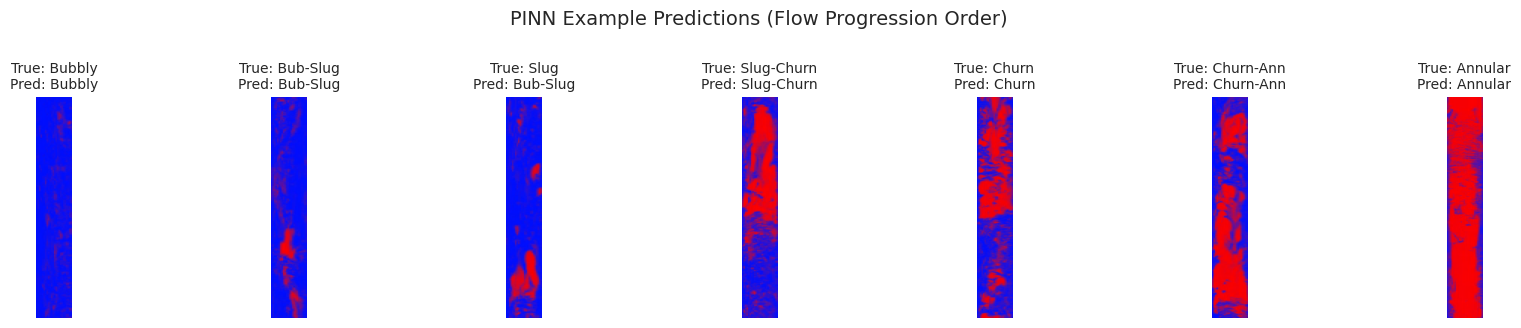 PINN Example Predictions (Flow Progression Order)
True: Bubbly
Pred: Bubbly
True: Bub-Slug
Pred: Bub-Slug
True: Slug
Pred: Bub-Slug
True: Slug-Churn
Pred: Slug-Churn
True: Churn
Pred: Churn
True: Churn-Ann
Pred: Churn-Ann
True: Annular
Pred: Annular